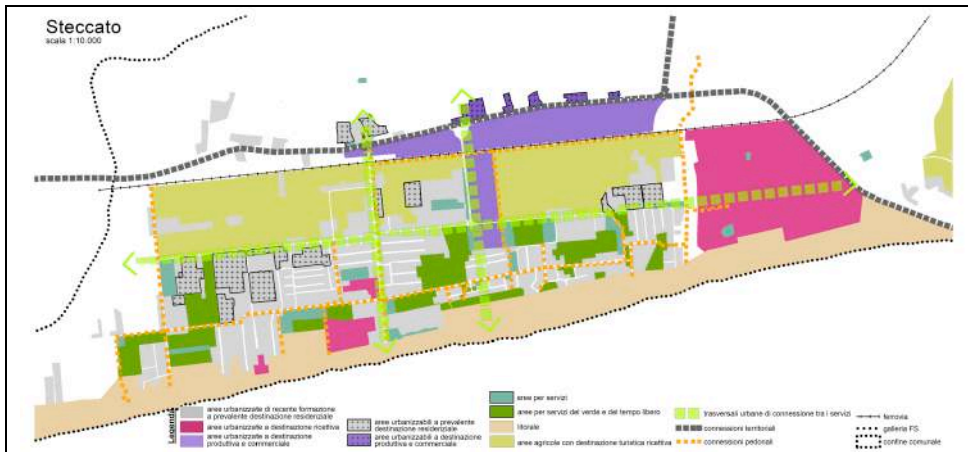 Steccato
scala 1:10.000
Legenda
aree urbanizzate di recente formazione
a prevalente destinazione residenziale
aree urbanizzate a destinazione ricettiva
aree urbanizzate a destinazione
produttiva e commerciale
aree urbanizzabili a prevalente
destinazione residenziale
aree urbanizzabili a destinazione
produttiva e commerciale
aree per servizi
aree per servizi del verde e del tempo libero
litorale
aree agricole con destinazione turistica ricettiva
trasversali urbane di connessione tra i servizi
connessioni territoriali
connessioni pedonali
ferrovia
galleria FS.
confine comunale